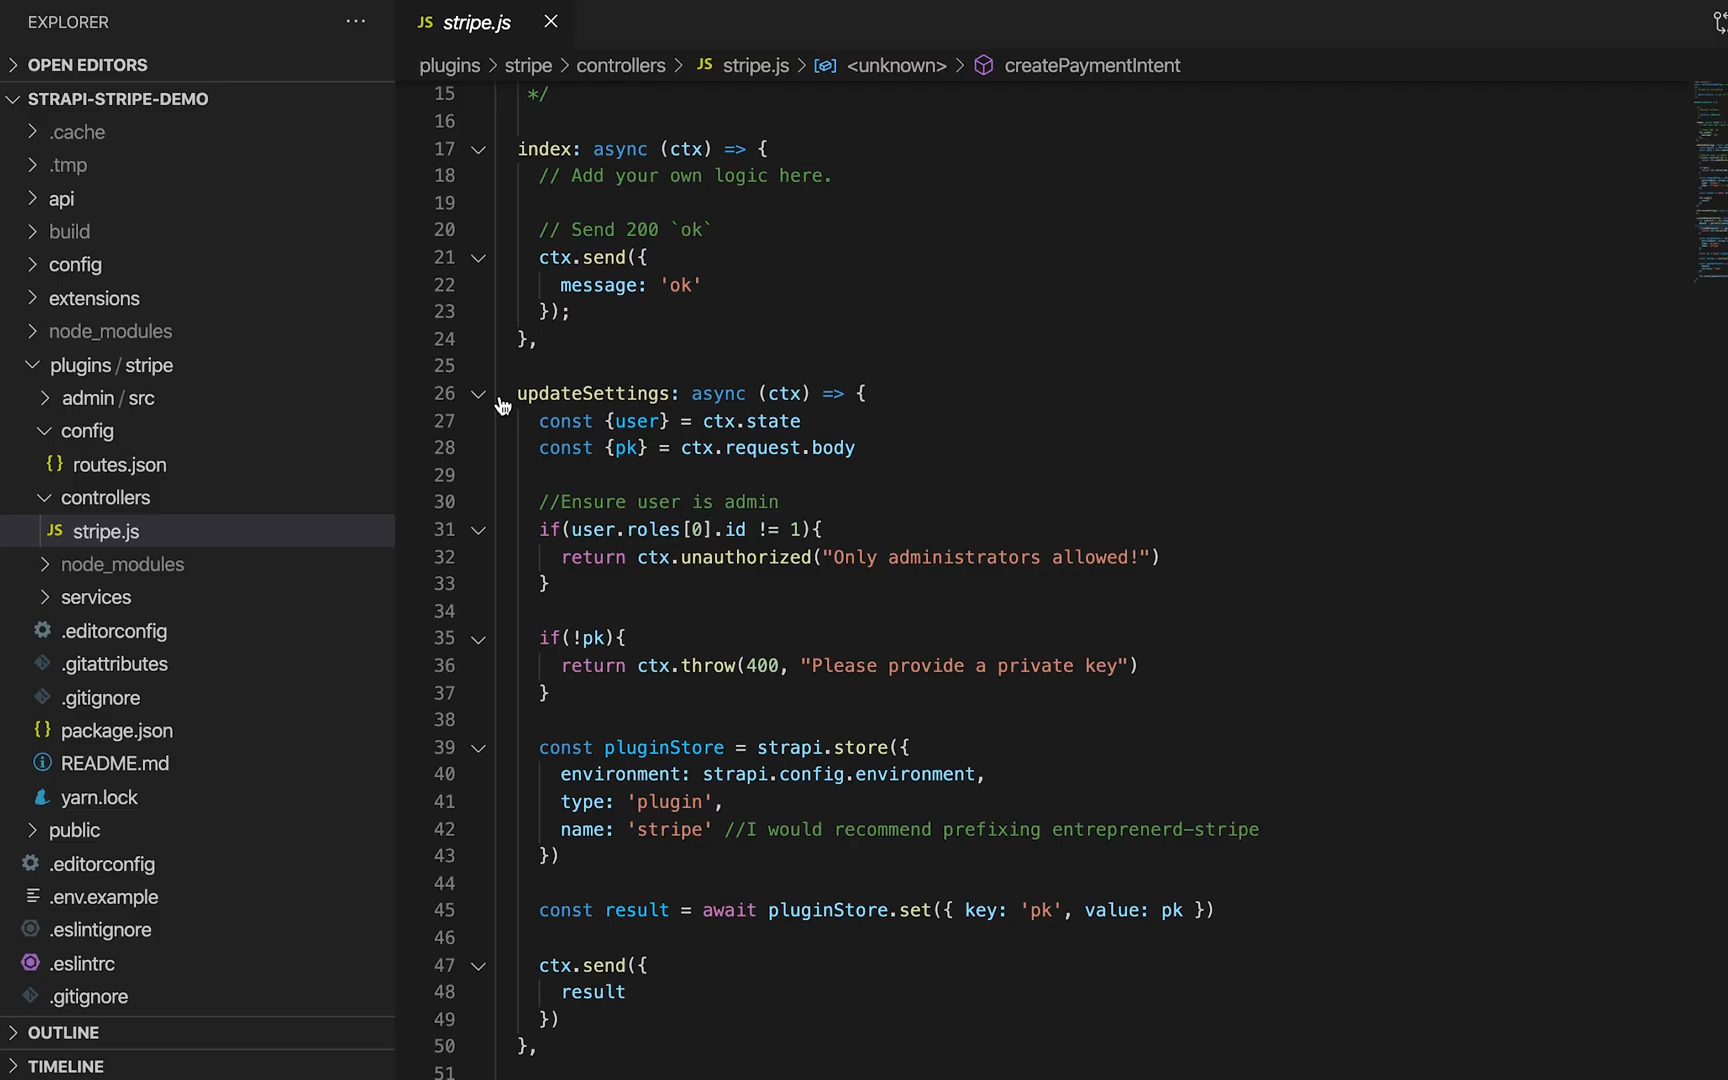 EXPLORER ...
OPEN EDITORS
STRAPI-STRIPE-DEMO
.cache
.tmp
api
build
config
extensions
node_modules
plugins / stripe
admin / src
config
{} routes.json
controllers
JS stripe.js
node_modules
services
.editorconfig
.gitattributes
.gitignore
{} package.json
README.md
yarn.lock
public
.editorconfig
.env.example
.eslintignore
.eslintrc
.gitignore
OUTLINE
TIMELINE
JS stripe.js
plugins > stripe > controllers > JS stripe.js > <unknown> > createPaymentIntent
15 */
16
17 index: async (ctx) => {
18 // Add your own logic here.
19
20 // Send 200 `ok`
21 ctx.send({
22 message: 'ok'
23 });
24 },
25
26 updateSettings: async (ctx) => {
27 const {user} = ctx.state
28 const {pk} = ctx.request.body
29
30 //Ensure user is admin
31 if(user.roles[0].id != 1){
32 return ctx.unauthorized("Only administrators allowed!")
33 }
34
35 if(!pk){
36 return ctx.throw(400, "Please provide a private key")
37 }
38
39 const pluginStore = strapi.store({
40 environment: strapi.config.environment,
41 type: 'plugin',
42 name: 'stripe' //I would recommend prefixing entreprenerd-stripe
43 })
44
45 const result = await pluginStore.set({ key: 'pk', value: pk })
46
47 ctx.send({
48 result
49 })
50 },
51